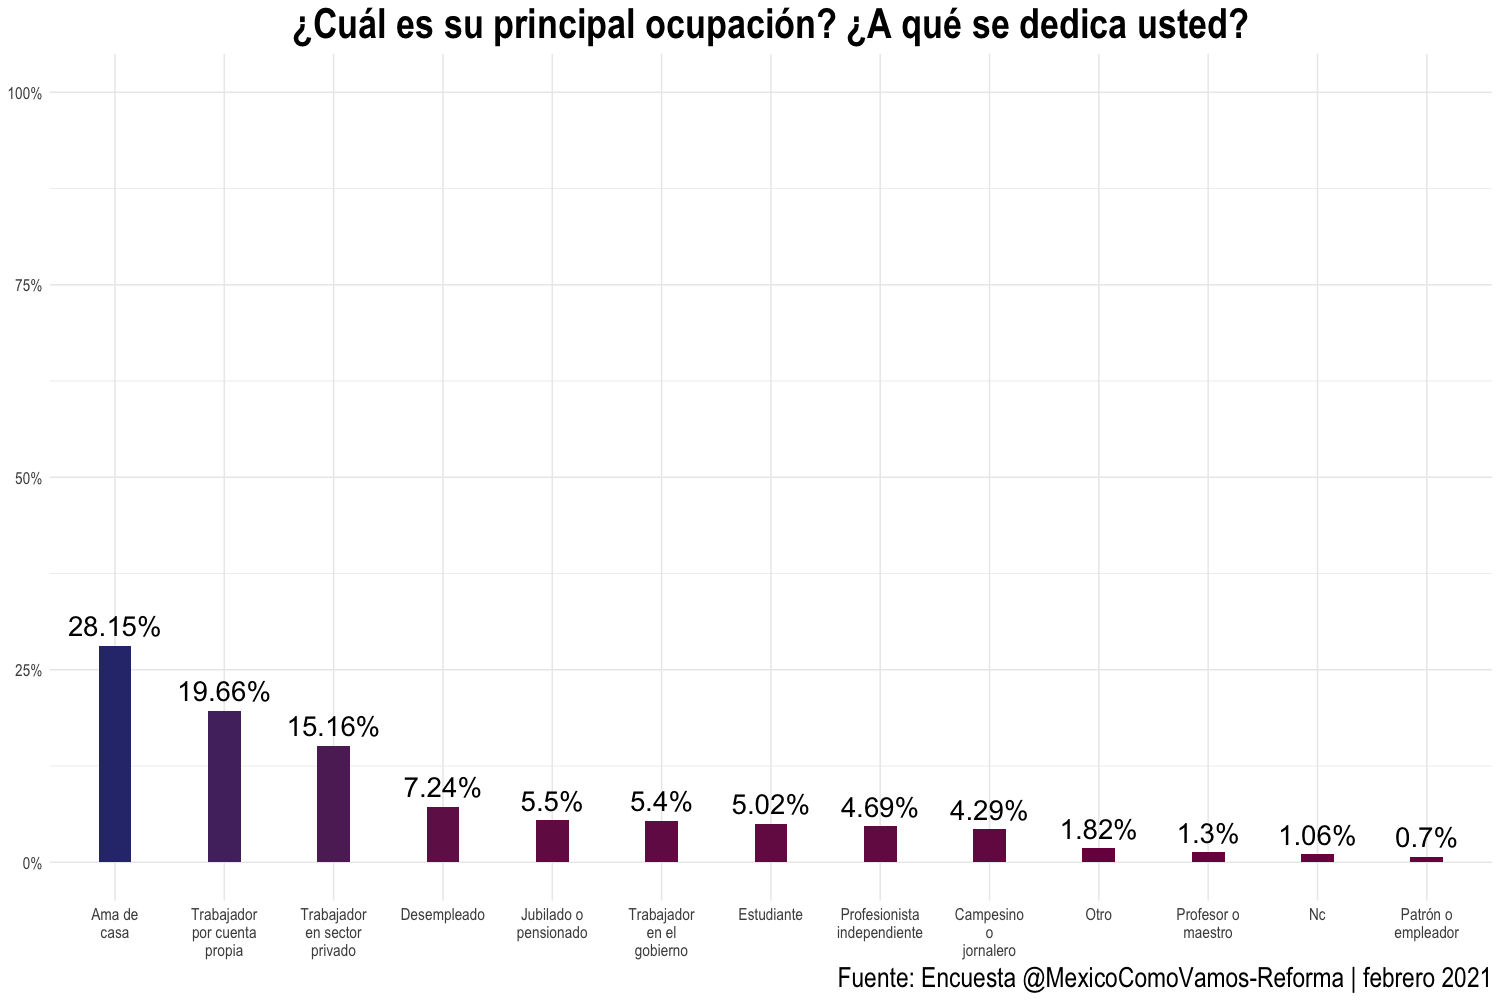 ¿Cuál es su principal ocupación? ¿A qué se dedica usted?
100%
75%
50%
25%
0%
28.15%
19.66%
15.16%
7.24%
5.5%
5.4%
5.02%
4.69%
4.29%
1.82%
1.3%
1.06%
0.7%
Ama de
casa
Trabajador
por cuenta
propia
Trabajador
en sector
privado
Desempleado
Jubilado o
pensionado
Trabajador
en el
gobierno
Estudiante
Profesionista
independiente
Campesino
o
jornalero
Otro
Profesor o
maestro
Nc
Patrón o
empleador
Fuente: Encuesta @MexicoComoVamos-Reforma | febrero 2021